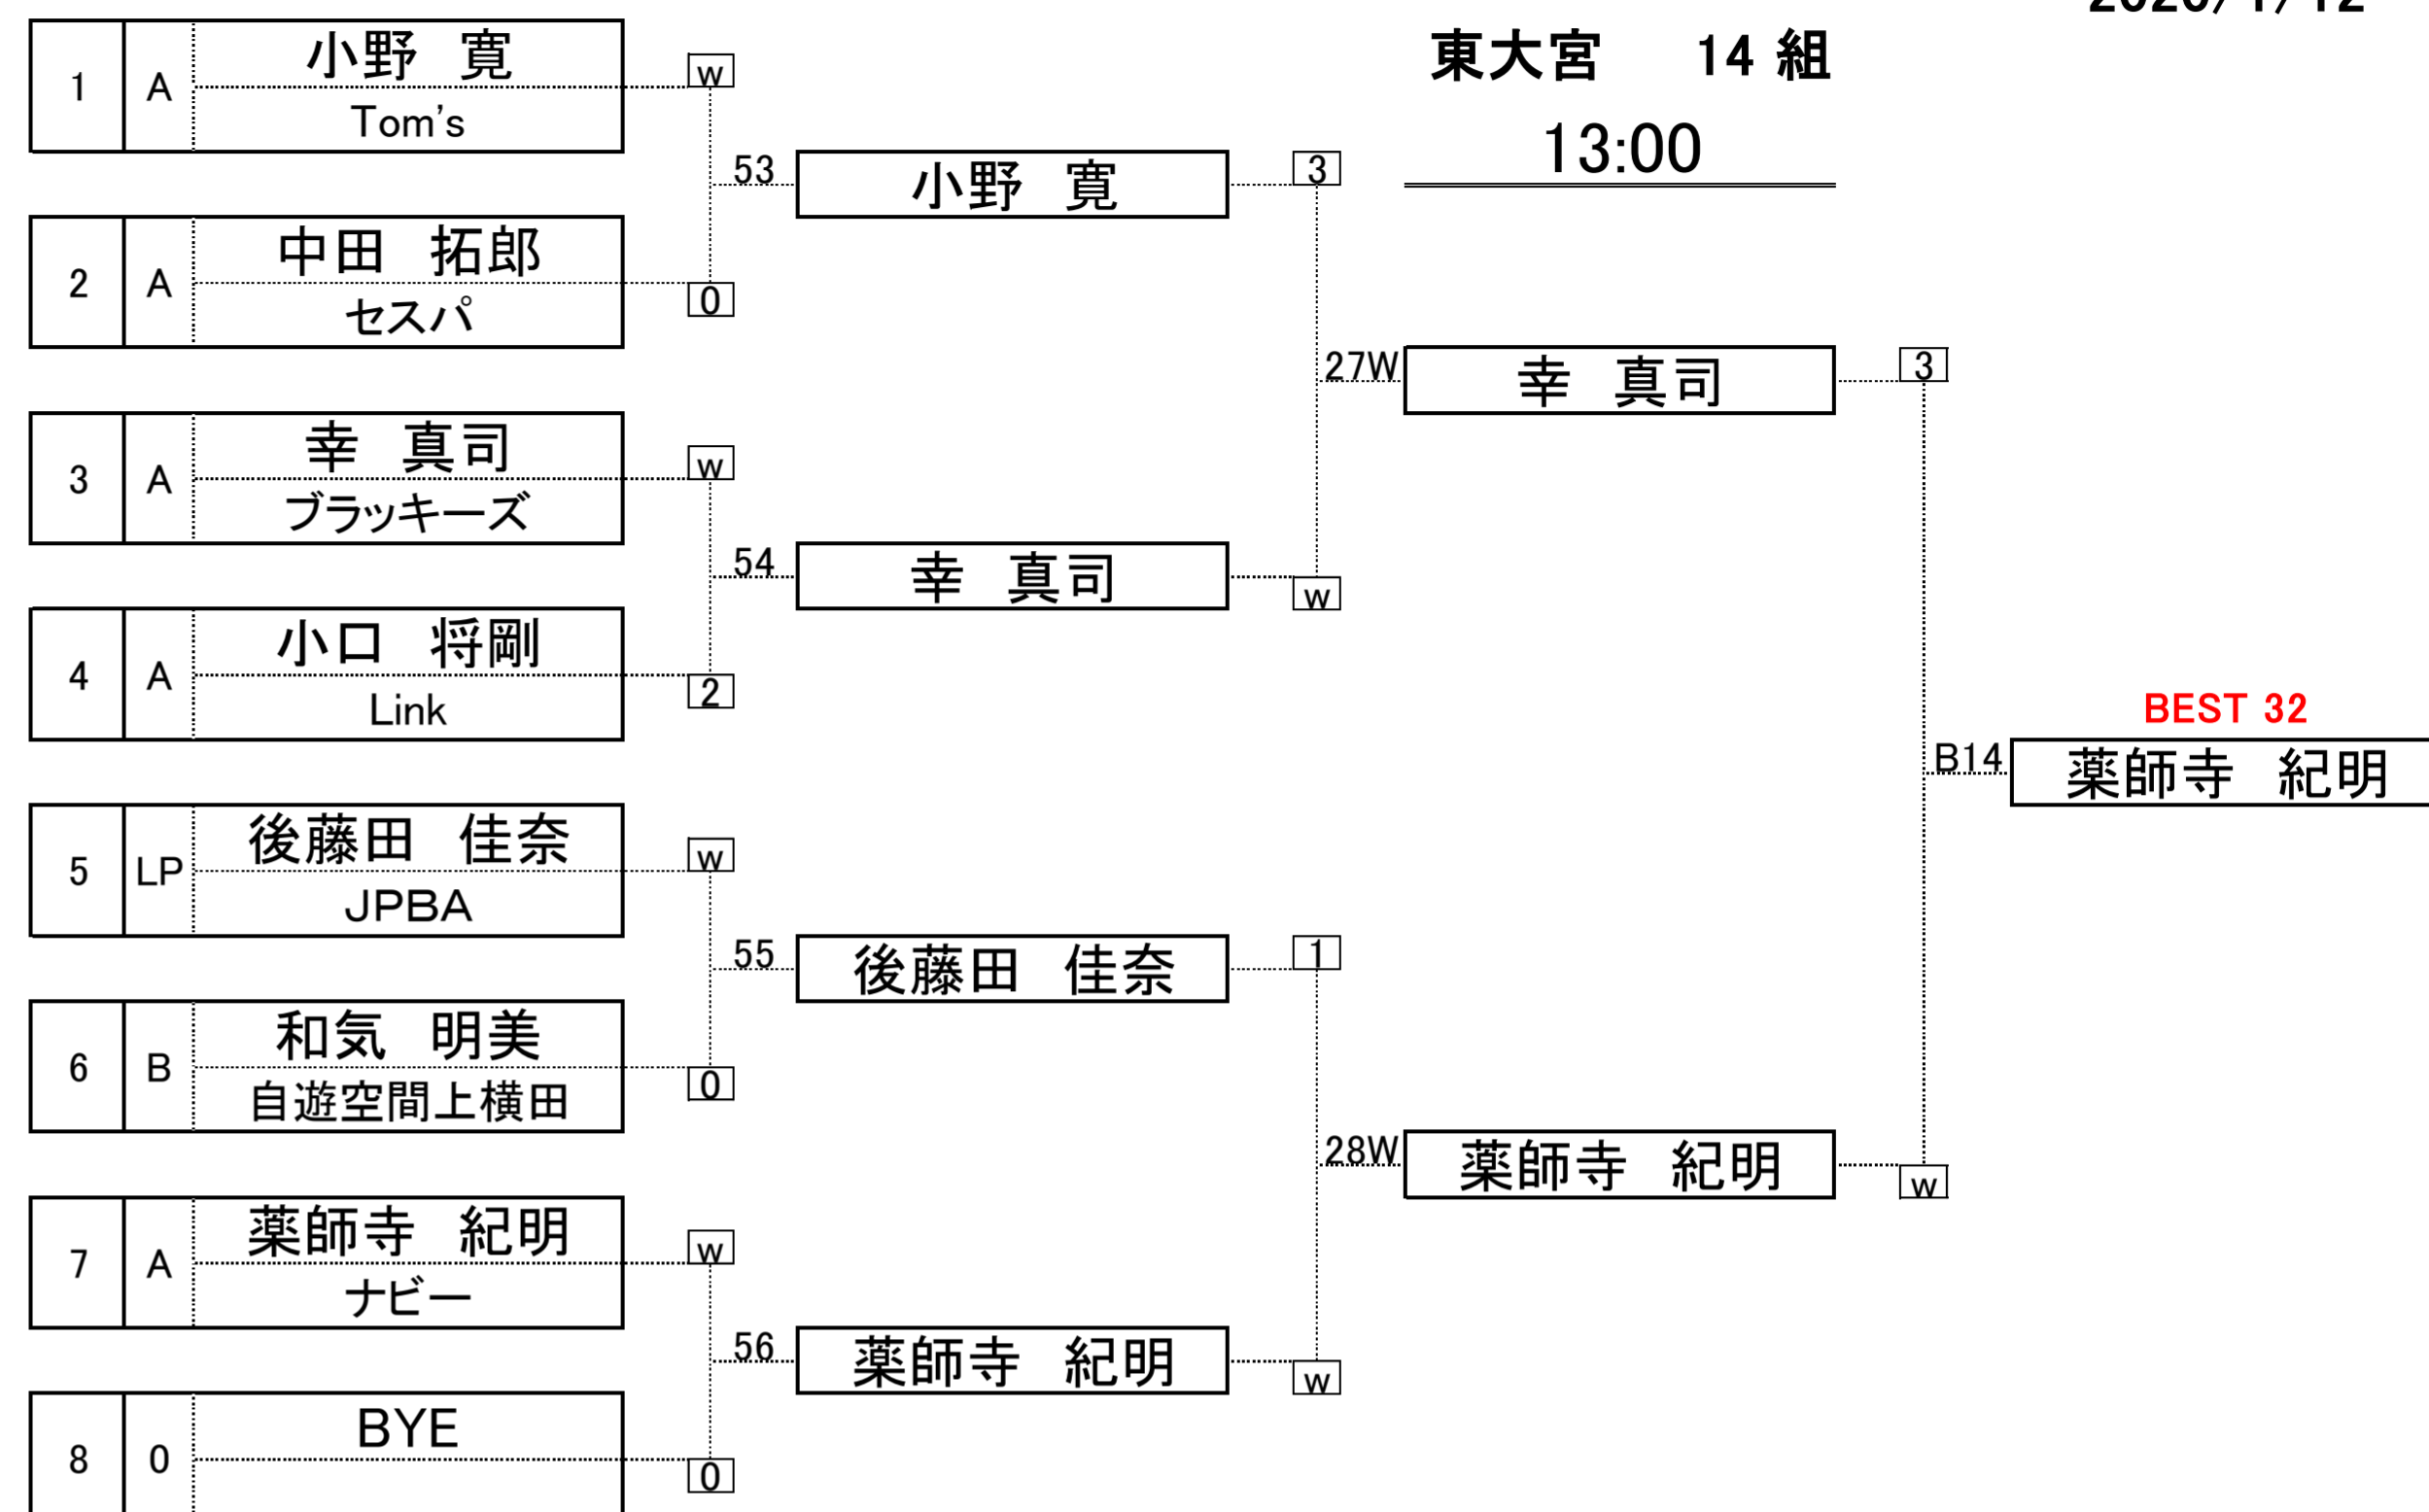 東大宮 14 組
13:00
1 A 小野 寛 w
Tom's
53 小野 寛 3
2 A 中田 拓郎 0
セスパ
27W 幸 真司 3
3 A 幸 真司 w
ブラッキーズ
54 幸 真司 w
4 A 小口 将剛 2
Link
BEST 32
B14 薬師寺 紀明
5 LP 後藤田 佳奈 w
JPBA
55 後藤田 佳奈 1
6 B 和気 明美 0
自遊空間上横田
28W 薬師寺 紀明 w
7 A 薬師寺 紀明 w
ナビー
56 薬師寺 紀明 w
8 0 BYE 0